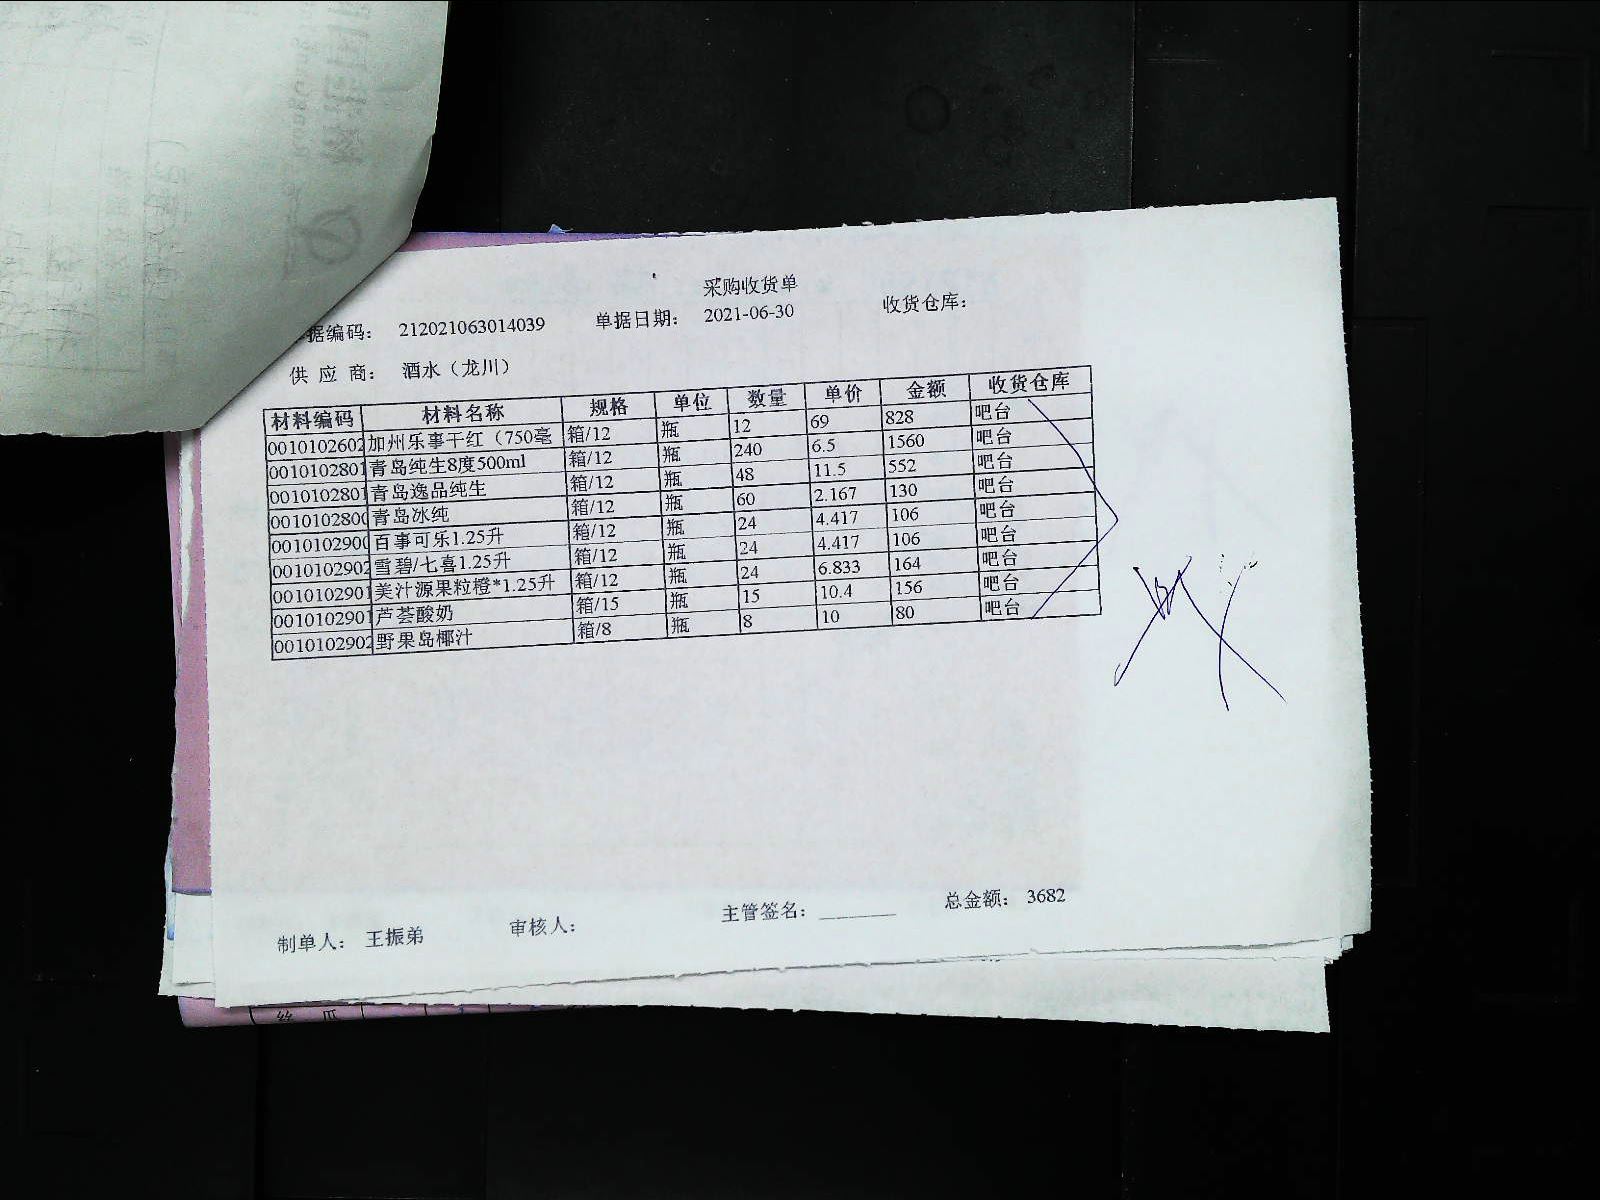 采购收货单
据编码： 212021063014039 单据日期： 2021-06-30 收货仓库：
供 应 商： 酒水（龙川）
材料编码 材料名称 规格 单位 数量 单价 金额 收货仓库
0010102602 加州乐事干红（750毫 箱/12 瓶 12 69 828 吧台
0010102801 青岛纯生8度500ml 箱/12 瓶 240 6.5 1560 吧台
0010102801 青岛逸品纯生 箱/12 瓶 48 11.5 552 吧台
0010102800 青岛冰纯 箱/12 瓶 60 2.167 130 吧台
0010102900 百事可乐1.25升 箱/12 瓶 24 4.417 106 吧台
0010102902 雪碧/七喜1.25升 箱/12 瓶 24 4.417 106 吧台
0010102901 美汁源果粒橙*1.25升 箱/12 瓶 24 6.833 164 吧台
0010102901 芦荟酸奶 箱/15 瓶 15 10.4 156 吧台
0010102902 野果岛椰汁 箱/8 瓶 8 10 80 吧台
制单人： 王振弟 审核人： 主管签名： 总金额： 3682